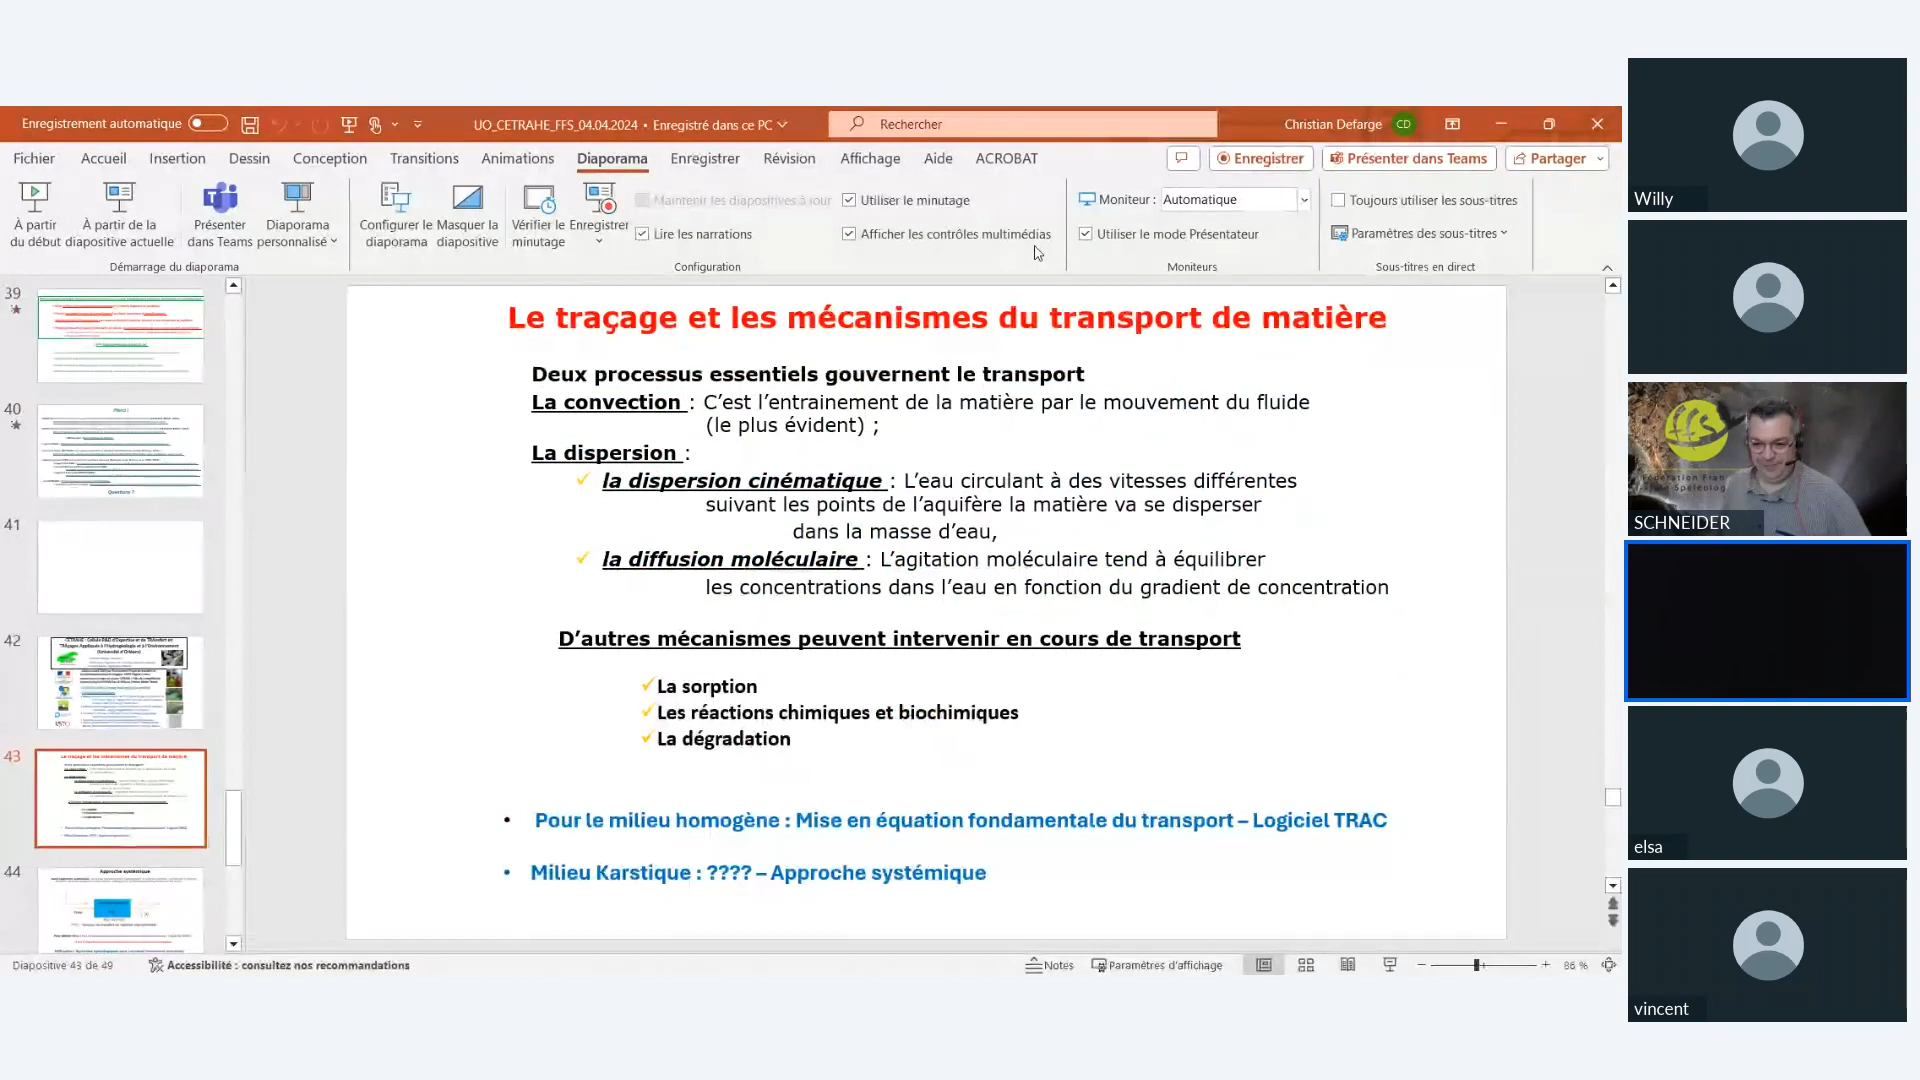 Enregistrement automatique
UO_CETRAHE_FFS_04.04.2024 • Enregistré dans ce PC
Rechercher
Christian Defarge CD
Fichier Accueil Insertion Dessin Conception Transitions Animations Diaporama Enregistrer Révision Affichage Aide ACROBAT
Enregistrer
Présenter dans Teams
Partager
À partir du début
À partir de la diapositive actuelle
Présenter dans Teams
Diaporama personnalisé
Démarrage du diaporama
Configurer le diaporama
Masquer la diapositive
Vérifier le minutage
Enregistrer
Maintenir les diapositives à jour
Lire les narrations
Utiliser le minutage
Afficher les contrôles multimédias
Configuration
Moniteur : Automatique
Utiliser le mode Présentateur
Moniteurs
Toujours utiliser les sous-titres
Paramètres des sous-titres
Sous-titres en direct
39
40
Merci !
Questions ?
41
42
43
44
Approche systémique
Le traçage et les mécanismes du transport de matière
Deux processus essentiels gouvernent le transport
La convection : C’est l’entrainement de la matière par le mouvement du fluide
(le plus évident) ;
La dispersion :
la dispersion cinématique : L’eau circulant à des vitesses différentes
suivant les points de l’aquifère la matière va se disperser
dans la masse d’eau,
la diffusion moléculaire : L’agitation moléculaire tend à équilibrer
les concentrations dans l’eau en fonction du gradient de concentration
D’autres mécanismes peuvent intervenir en cours de transport
La sorption
Les réactions chimiques et biochimiques
La dégradation
• Pour le milieu homogène : Mise en équation fondamentale du transport – Logiciel TRAC
• Milieu Karstique : ???? – Approche systémique
Diapositive 43 de 49
Accessibilité : consultez nos recommandations
Notes
Paramètres d'affichage
86 %
Willy
SCHNEIDER
elsa
vincent